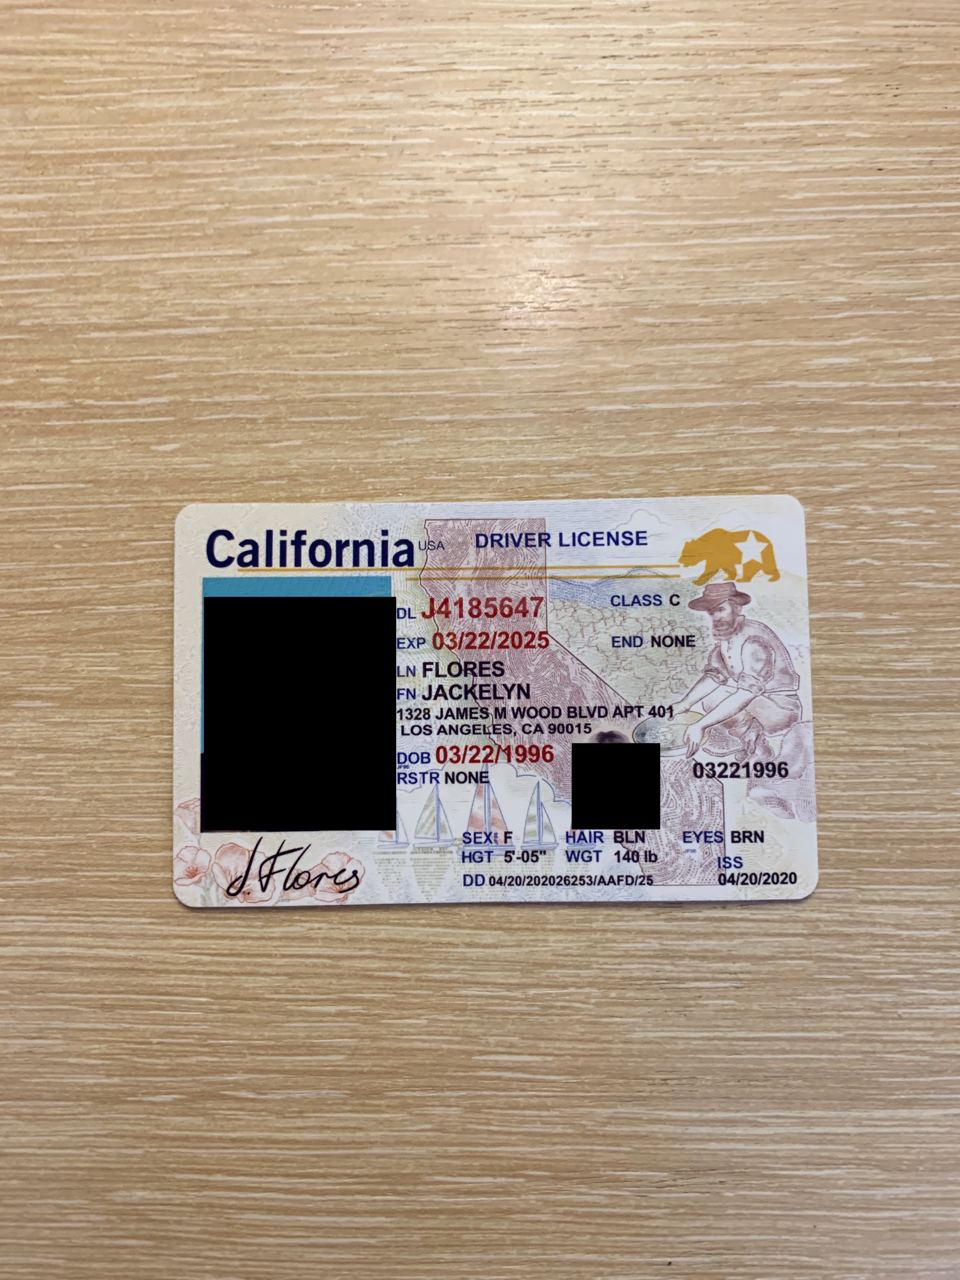 California USA DRIVER LICENSE
DL J4185647 CLASS C
EXP 03/22/2025 END NONE
LN FLORES
FN JACKELYN
1328 JAMES M WOOD BLVD APT 401
LOS ANGELES, CA 90015
DOB 03/22/1996
RSTR NONE 03221996
SEX F HAIR BLN EYES BRN
HGT 5'-05" WGT 140 lb ISS
DD 04/20/202026253/AAFD/25 04/20/2020
J.Flores